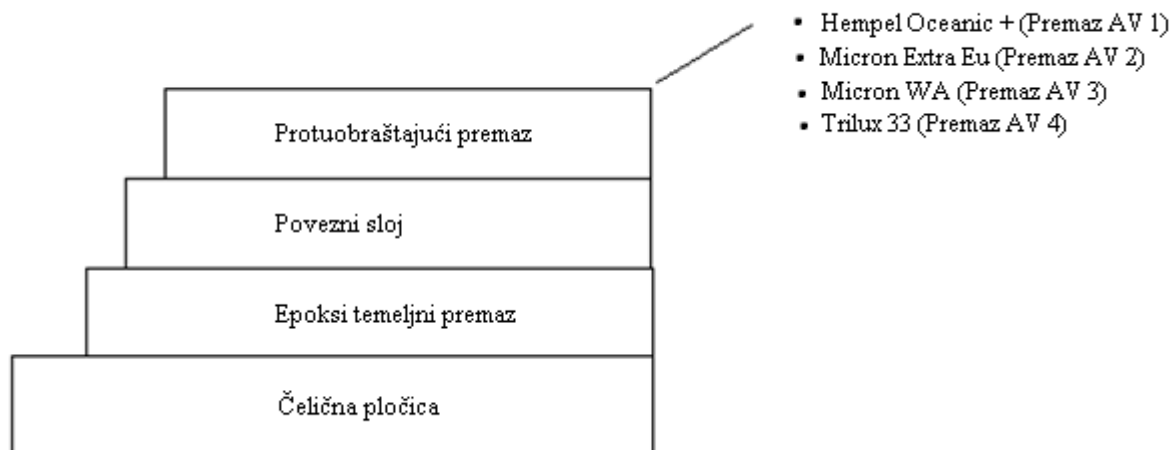 • Hempel Oceanic + (Premaz AV 1)
• Micron Extra Eu (Premaz AV 2)
• Micron WA (Premaz AV 3)
• Trilux 33 (Premaz AV 4)
Protuobraštajući premaz
Povezni sloj
Epoksi temeljni premaz
Čelična pločica